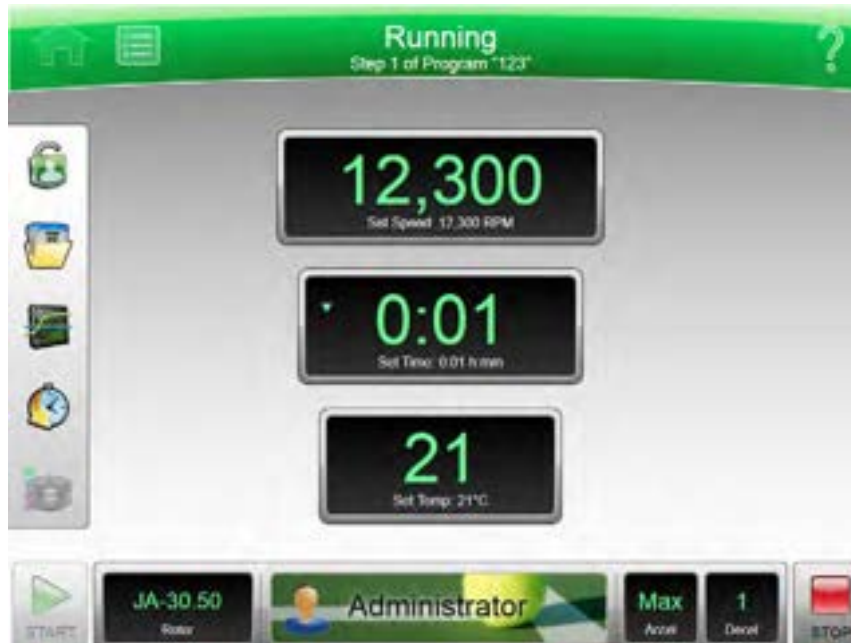 Running
Step 1 of Program "123"
?
12,300
Set Speed: 12,300 RPM
0:01
Set Time: 0:01 h:mm
21
Set Temp: 21°C
START
JA-30.50
Rotor
Administrator
Max
Accel
1
Decel
STOP